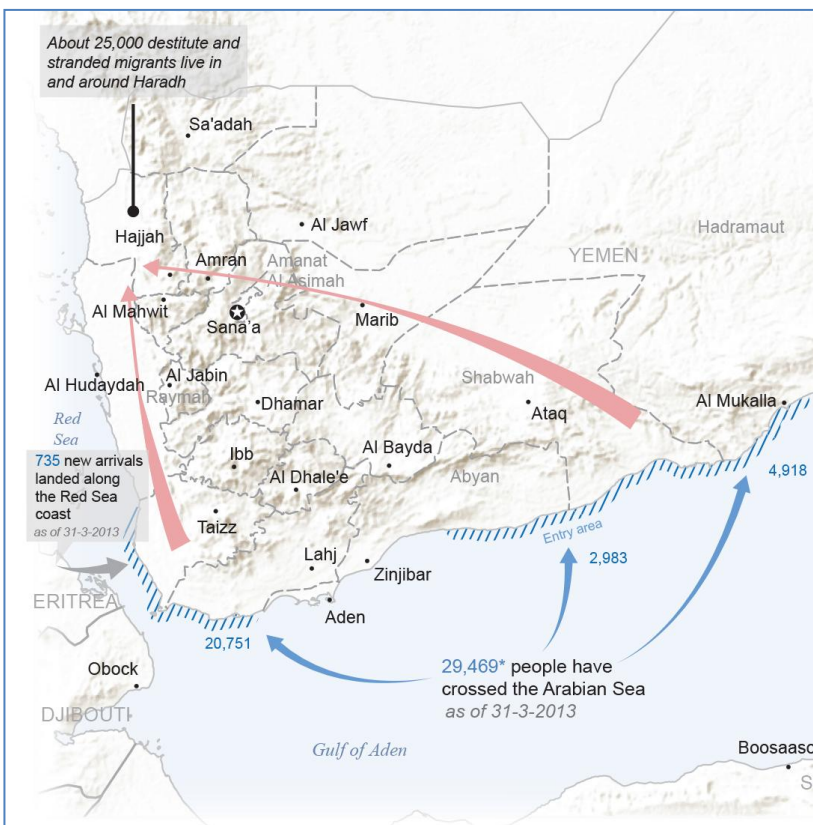 About 25,000 destitute and
stranded migrants live in
and around Haradh
Sa'adah
Al Jawf
Hadramaut
Hajjah
YEMEN
Amran
Amanat
Al Asimah
Al Mahwit
Sana'a
Marib
Al Jabin
Al Hudaydah
Raymah
Shabwah
Dhamar
Ataq
Al Mukalla
Red
Sea
Ibb
Al Bayda
735 new arrivals
landed along
the Red Sea
coast
as of 31-3-2013
Al Dhale'e
Abyan
4,918
Taizz
Entry area
2,983
Lahj
Zinjibar
ERITREA
Aden
20,751
29,469* people have
crossed the Arabian Sea
as of 31-3-2013
Obock
DJIBOUTI
Gulf of Aden
Boosaaso
S